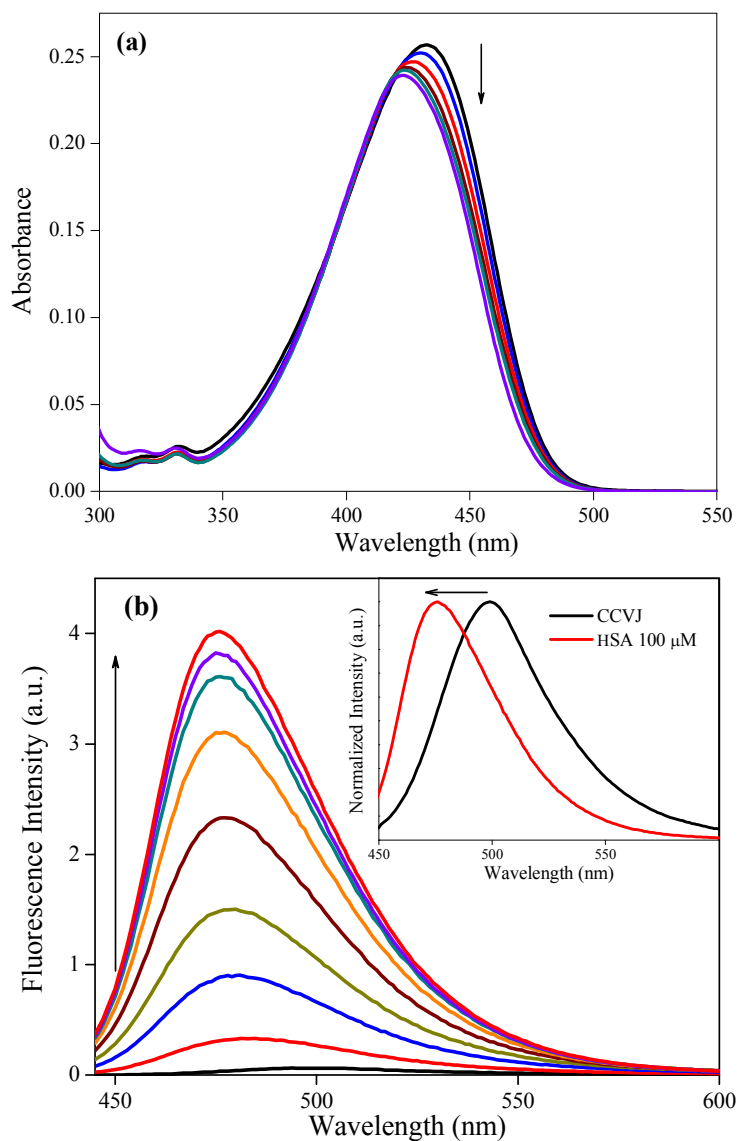 (a)
0.25
0.20
0.15
0.10
0.05
0.00
Absorbance
300 350 400 450 500 550
Wavelength (nm)
(b)
4
3
2
1
0
Fluorescence Intensity (a.u.)
CCVJ
HSA 100 μM
Normalized Intensity (a.u.)
450 500 550
Wavelength (nm)
450 500 550 600
Wavelength (nm)